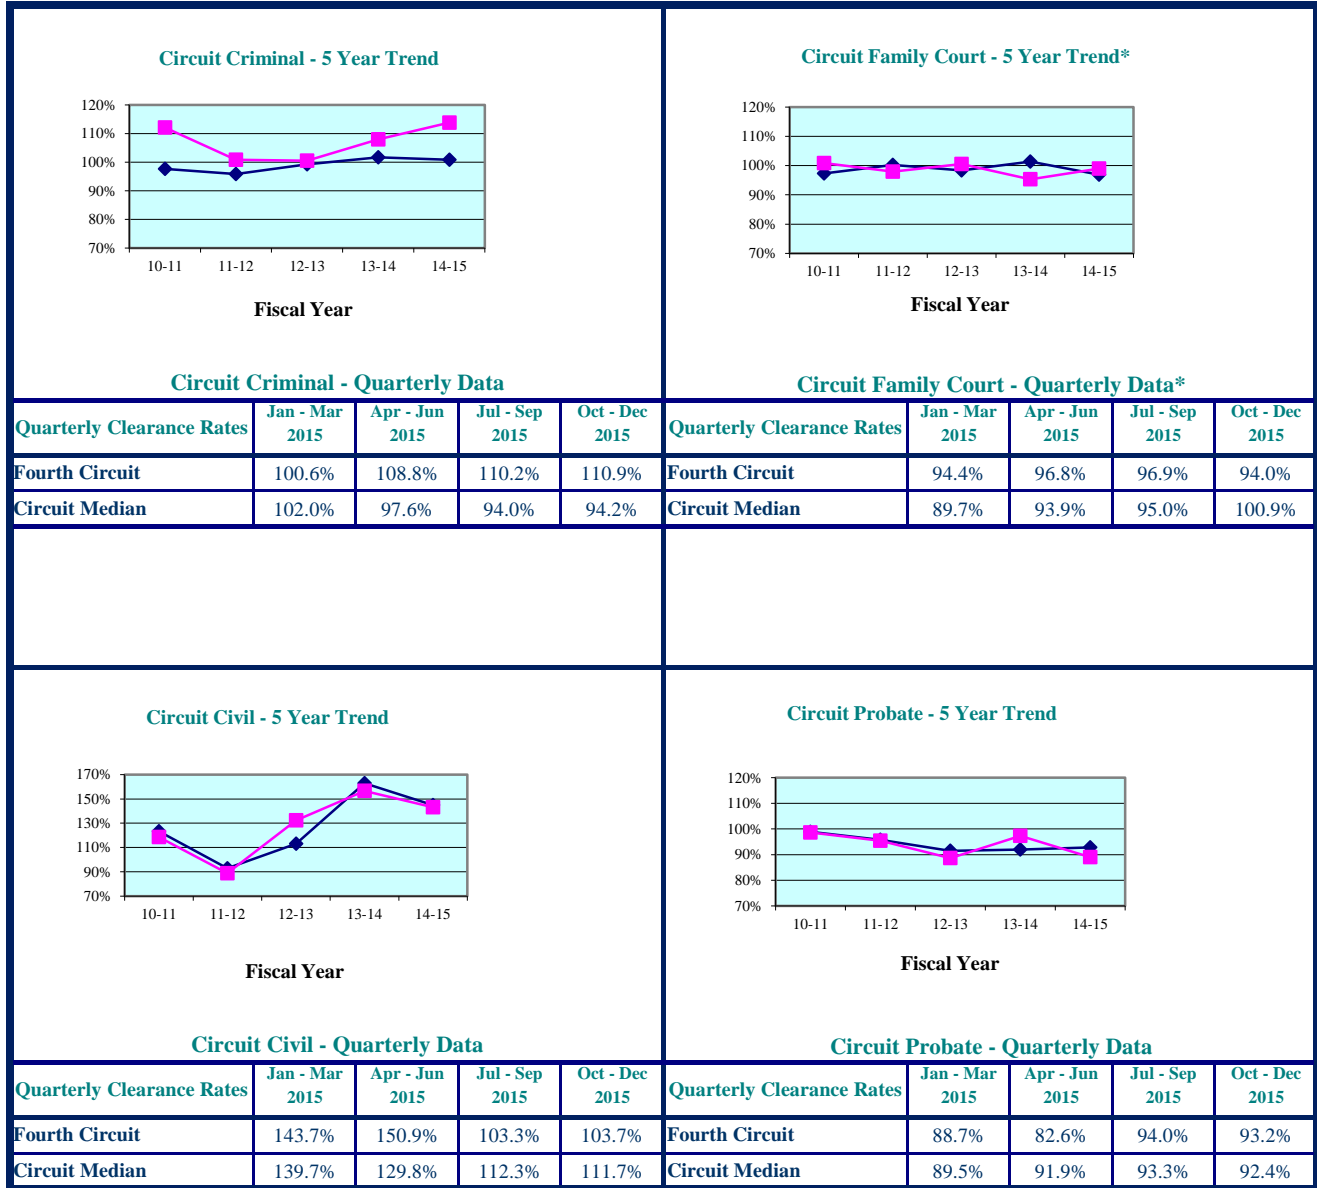 Circuit Criminal - 5 Year Trend
120%
110%
100%
90%
80%
70%
10-11 11-12 12-13 13-14 14-15
Fiscal Year
Circuit Criminal - Quarterly Data
Quarterly Clearance Rates Jan - Mar 2015 Apr - Jun 2015 Jul - Sep 2015 Oct - Dec 2015
Fourth Circuit 100.6% 108.8% 110.2% 110.9%
Circuit Median 102.0% 97.6% 94.0% 94.2%
Circuit Family Court - 5 Year Trend*
120%
110%
100%
90%
80%
70%
10-11 11-12 12-13 13-14 14-15
Fiscal Year
Circuit Family Court - Quarterly Data*
Quarterly Clearance Rates Jan - Mar 2015 Apr - Jun 2015 Jul - Sep 2015 Oct - Dec 2015
Fourth Circuit 94.4% 96.8% 96.9% 94.0%
Circuit Median 89.7% 93.9% 95.0% 100.9%
Circuit Civil - 5 Year Trend
170%
150%
130%
110%
90%
70%
10-11 11-12 12-13 13-14 14-15
Fiscal Year
Circuit Civil - Quarterly Data
Quarterly Clearance Rates Jan - Mar 2015 Apr - Jun 2015 Jul - Sep 2015 Oct - Dec 2015
Fourth Circuit 143.7% 150.9% 103.3% 103.7%
Circuit Median 139.7% 129.8% 112.3% 111.7%
Circuit Probate - 5 Year Trend
120%
110%
100%
90%
80%
70%
10-11 11-12 12-13 13-14 14-15
Fiscal Year
Circuit Probate - Quarterly Data
Quarterly Clearance Rates Jan - Mar 2015 Apr - Jun 2015 Jul - Sep 2015 Oct - Dec 2015
Fourth Circuit 88.7% 82.6% 94.0% 93.2%
Circuit Median 89.5% 91.9% 93.3% 92.4%